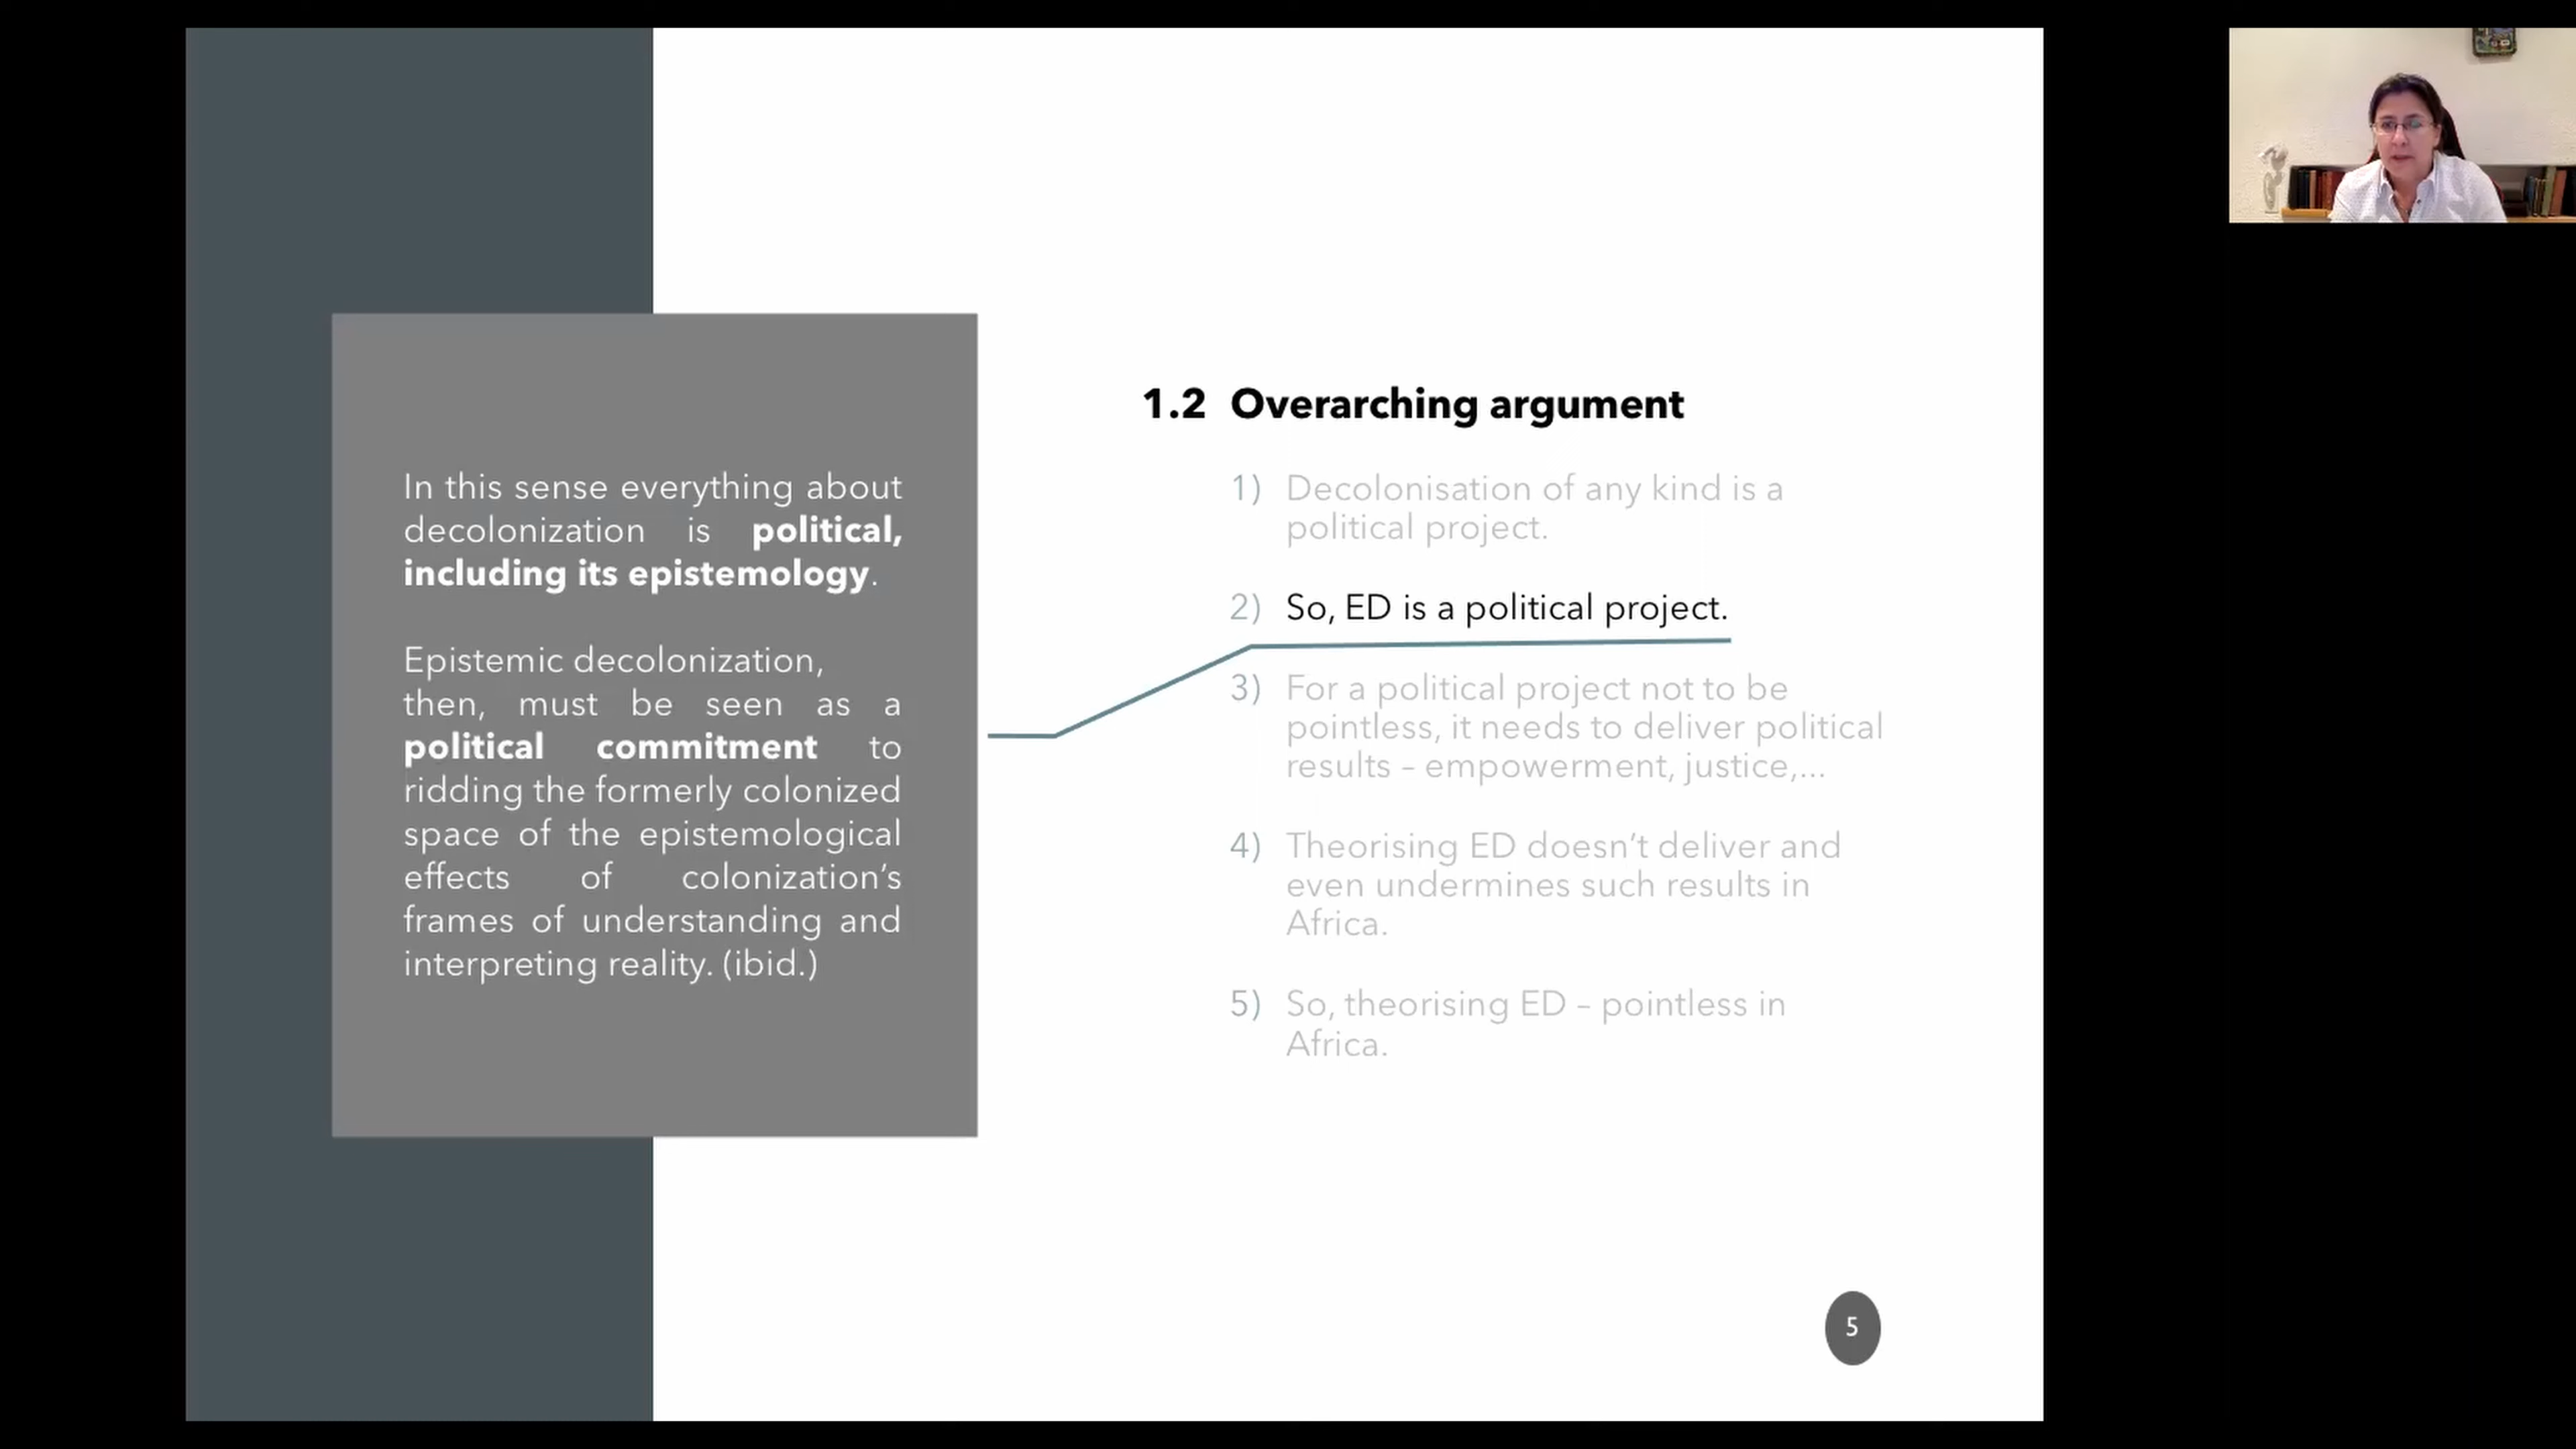 In this sense everything about
decolonization is political,
including its epistemology.
Epistemic decolonization,
then, must be seen as a
political commitment to
ridding the formerly colonized
space of the epistemological
effects of colonization’s
frames of understanding and
interpreting reality. (ibid.)
1.2 Overarching argument
1) Decolonisation of any kind is a
political project.
2) So, ED is a political project.
3) For a political project not to be
pointless, it needs to deliver political
results – empowerment, justice,...
4) Theorising ED doesn’t deliver and
even undermines such results in
Africa.
5) So, theorising ED – pointless in
Africa.
5